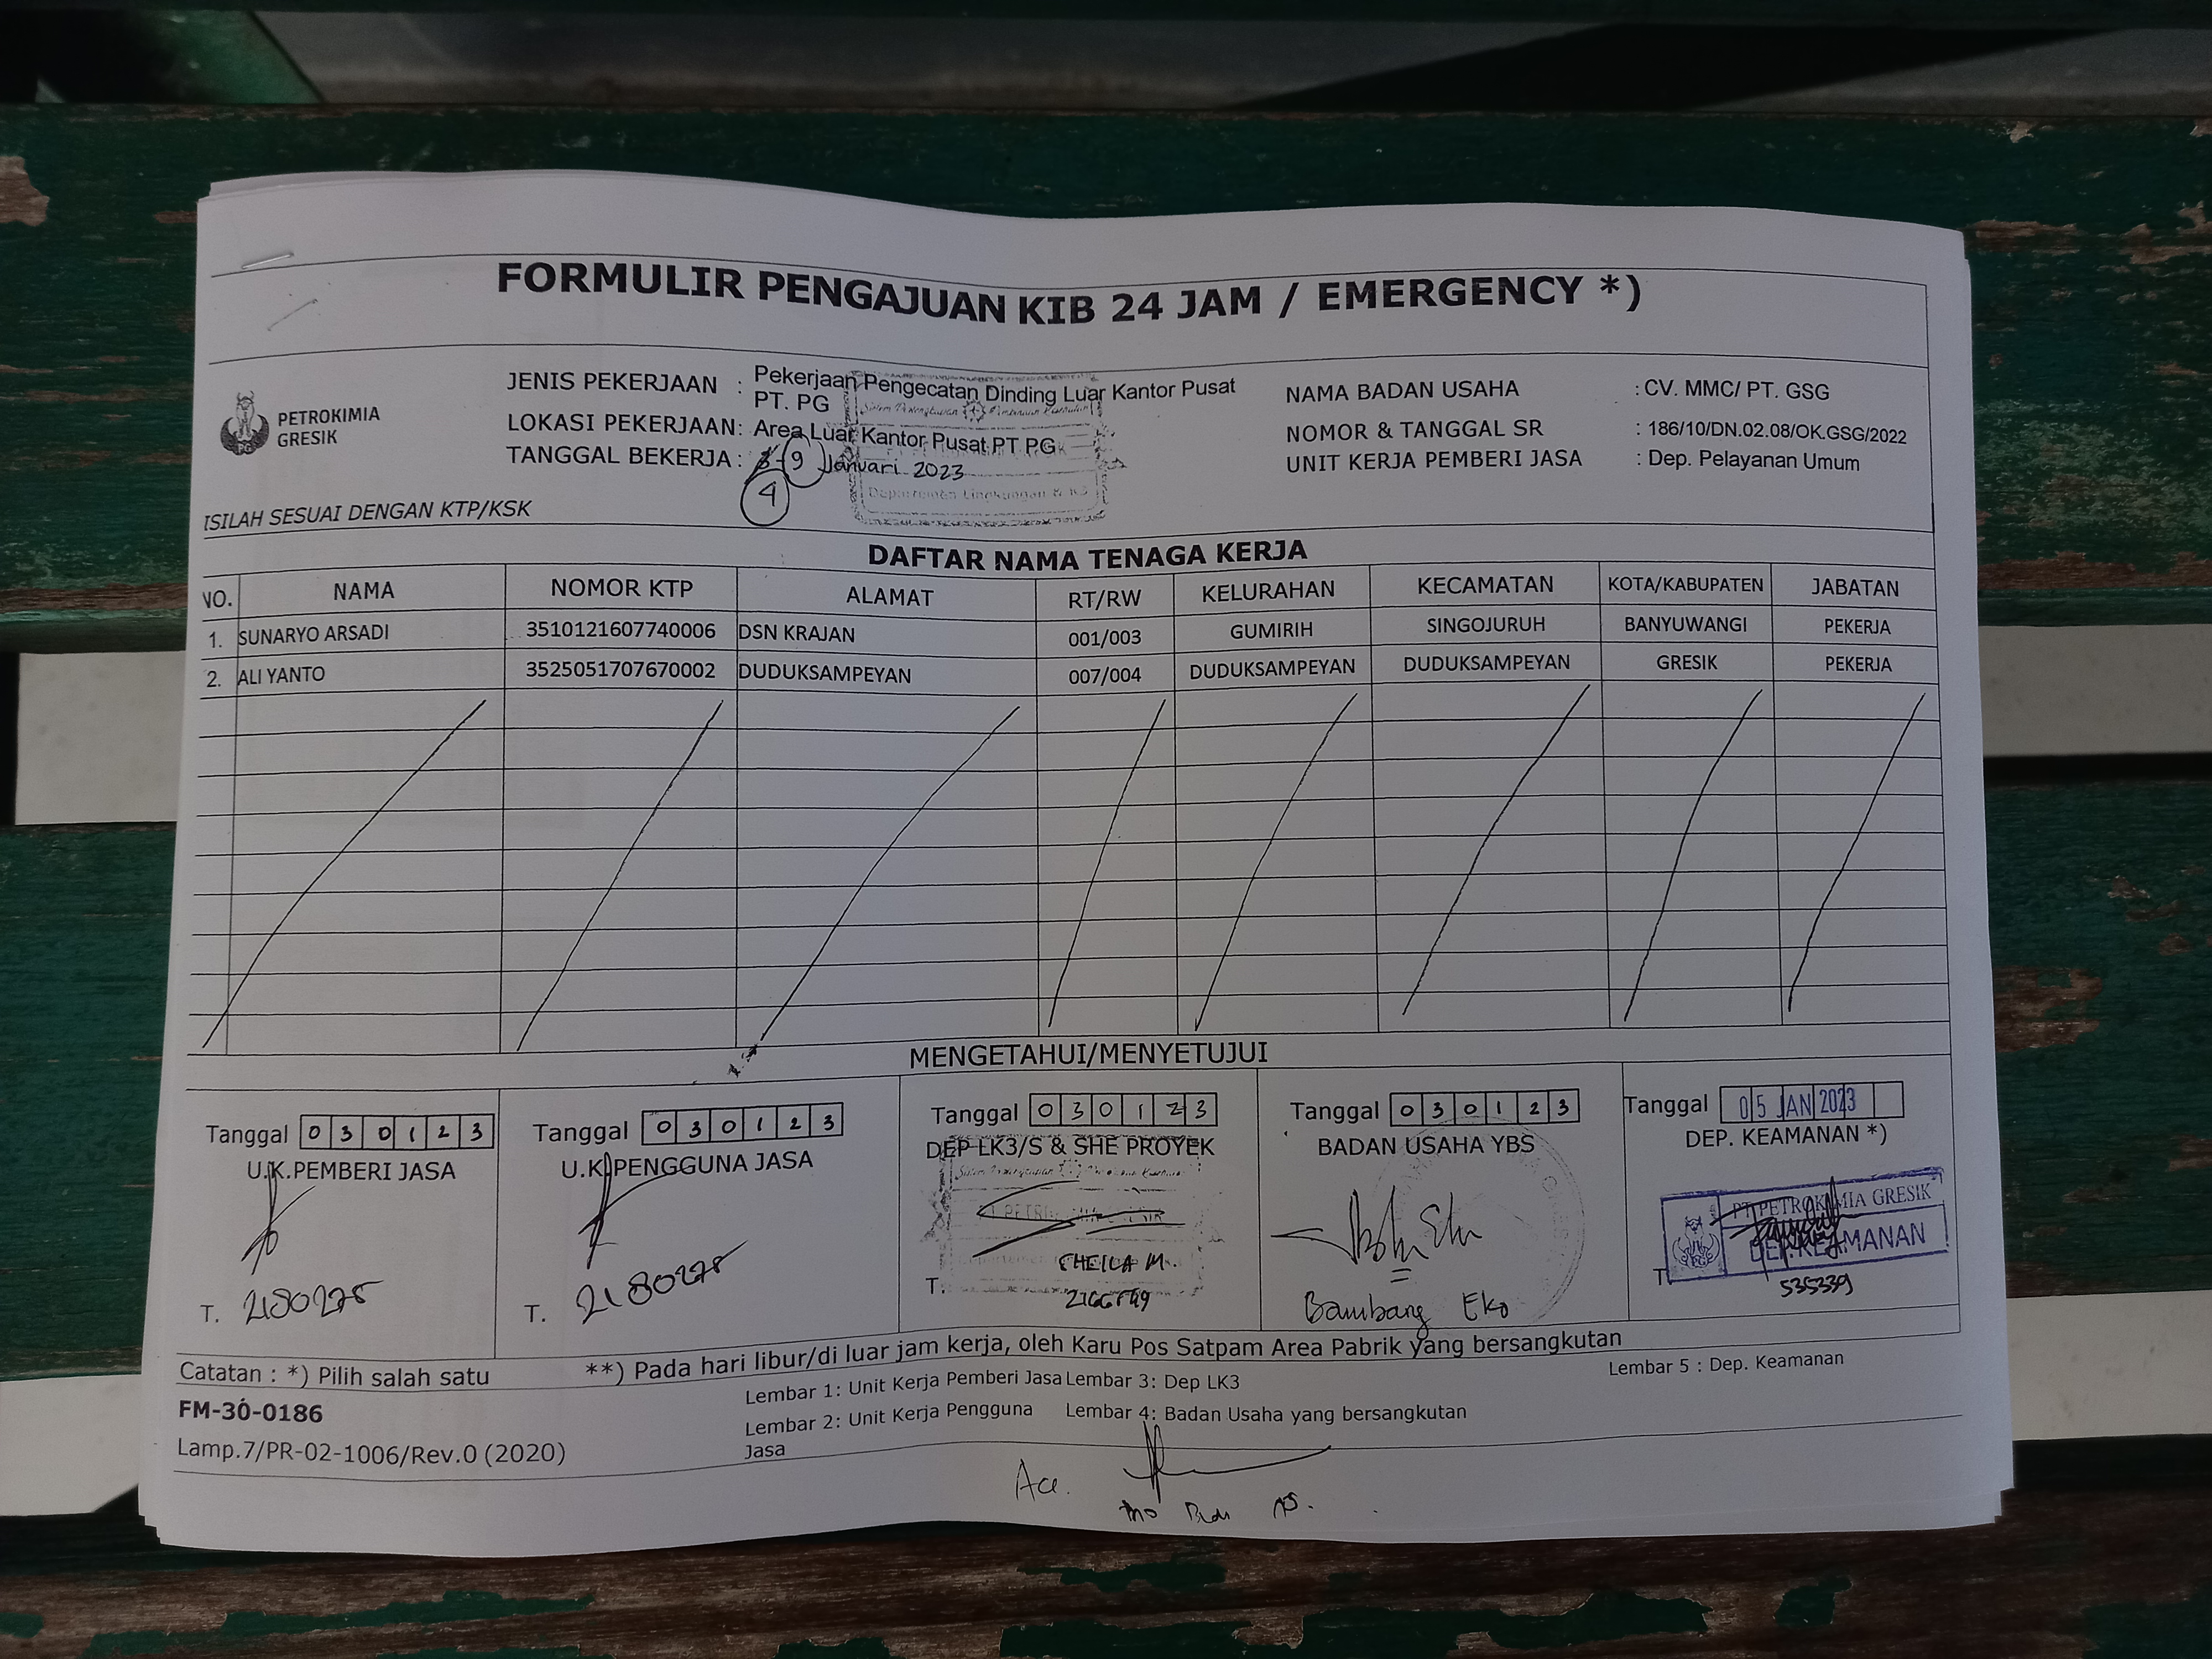 FORMULIR PENGAJUAN KIB 24 JAM / EMERGENCY *)
PETROKIMIA
GRESIK
JENIS PEKERJAAN : Pekerjaan Pengecatan Dinding Luar Kantor Pusat
PT. PG
LOKASI PEKERJAAN : Area Luar Kantor Pusat PT PG
TANGGAL BEKERJA : 9 Januari 2023
4
NAMA BADAN USAHA : CV. MMC/ PT. GSG
NOMOR & TANGGAL SR : 186/10/DN.02.08/OK.GSG/2022
UNIT KERJA PEMBERI JASA : Dep. Pelayanan Umum
ISILAH SESUAI DENGAN KTP/KSK
DAFTAR NAMA TENAGA KERJA
NO. NAMA NOMOR KTP ALAMAT RT/RW KELURAHAN KECAMATAN KOTA/KABUPATEN JABATAN
1. SUNARYO ARSADI 3510121607740006 DSN KRAJAN 001/003 GUMIRIH SINGOJURUH BANYUWANGI PEKERJA
2. ALI YANTO 3525051707670002 DUDUKSAMPEYAN 007/004 DUDUKSAMPEYAN DUDUKSAMPEYAN GRESIK PEKERJA
MENGETAHUI/MENYETUJUI
Tanggal 0 3 0 1 2 3
U.K.PEMBERI JASA
T. 2180275
Tanggal 0 3 0 1 2 3
U.K.PENGGUNA JASA
T. 2180275
Tanggal 0 3 0 1 2 3
DEP LK3/S & SHE PROYEK
T.
Tanggal 0 3 0 1 2 3
BADAN USAHA YBS
Bambang Eko
Tanggal 05 JAN 2023
DEP. KEAMANAN *)
PT PETROKIMIA GRESIK
DEP. KEAMANAN
T. 535339
Catatan : *) Pilih salah satu **) Pada hari libur/di luar jam kerja, oleh Karu Pos Satpam Area Pabrik yang bersangkutan
FM-30-0186
Lamp.7/PR-02-1006/Rev.0 (2020)
Lembar 1: Unit Kerja Pemberi Jasa Lembar 3: Dep LK3 Lembar 5 : Dep. Keamanan
Lembar 2: Unit Kerja Pengguna Lembar 4: Badan Usaha yang bersangkutan
Jasa
Acc.